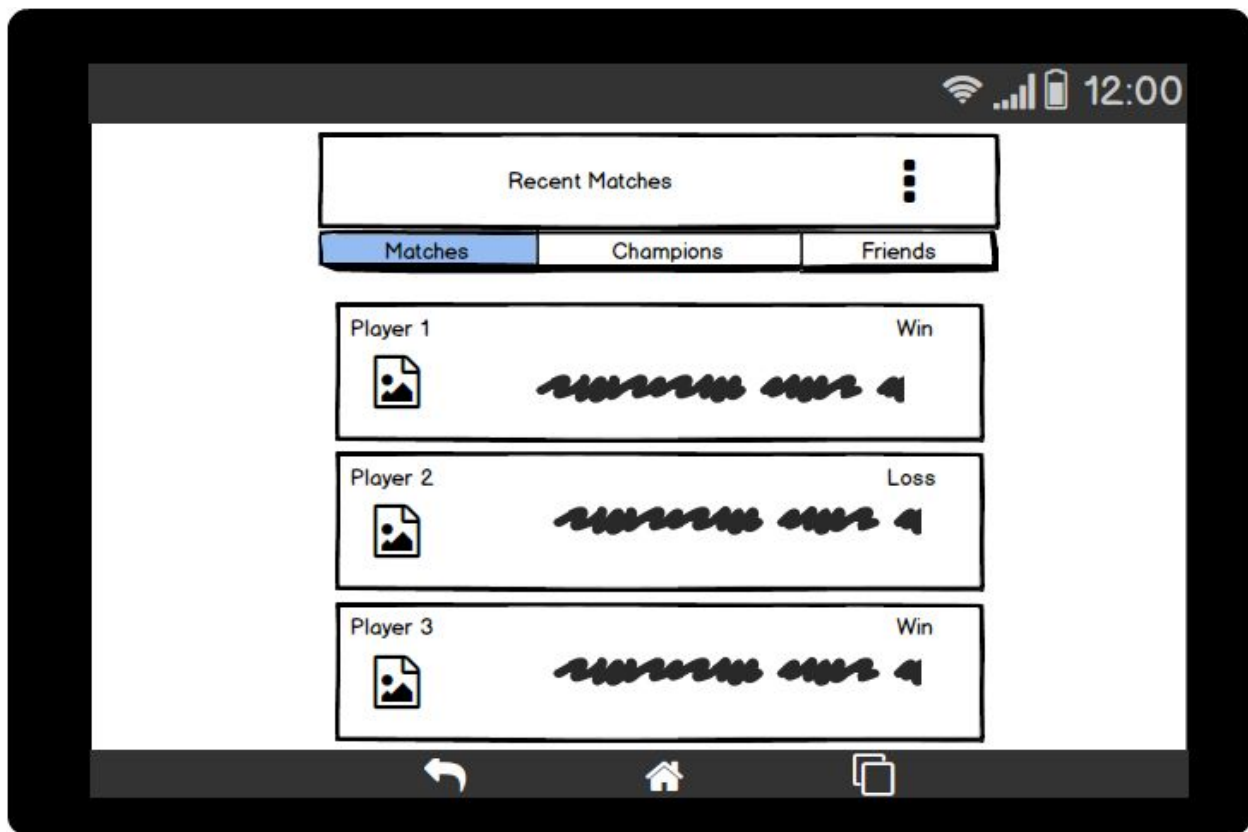 12:00
Recent Matches
Matches Champions Friends
Player 1 Win
Player 2 Loss
Player 3 Win